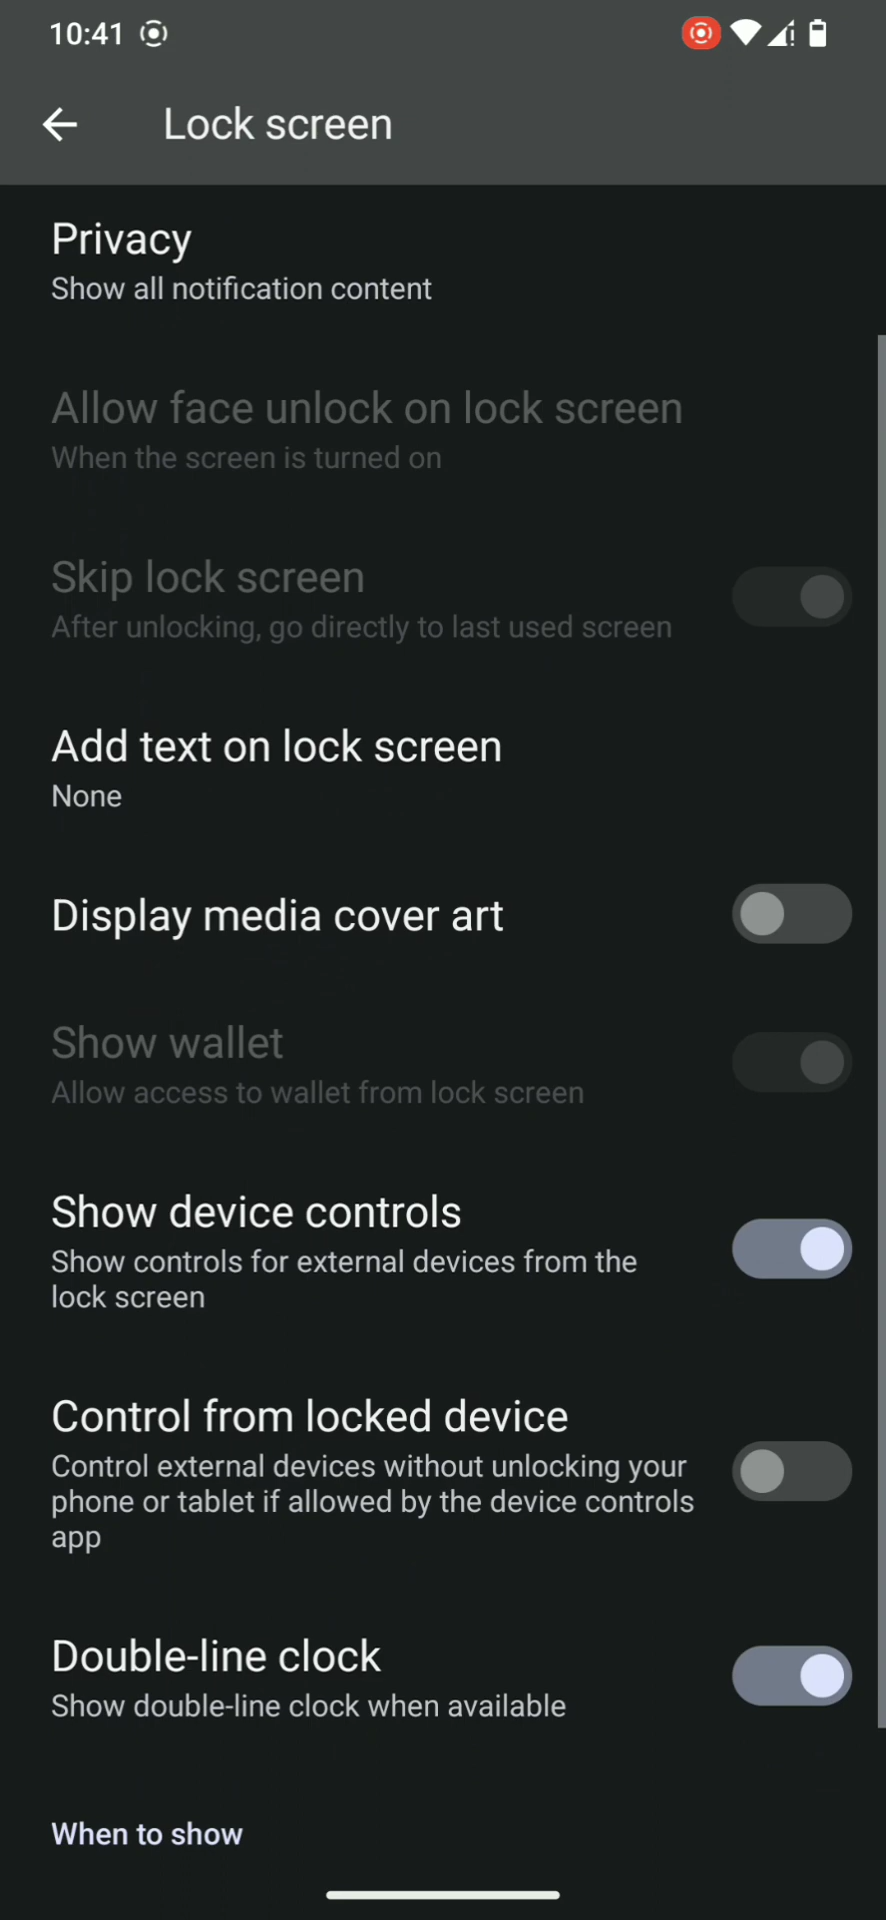 10:41
Lock screen
Privacy
Show all notification content
Allow face unlock on lock screen
When the screen is turned on
Skip lock screen
After unlocking, go directly to last used screen
Add text on lock screen
None
Display media cover art
Show wallet
Allow access to wallet from lock screen
Show device controls
Show controls for external devices from the
lock screen
Control from locked device
Control external devices without unlocking your
phone or tablet if allowed by the device controls
app
Double-line clock
Show double-line clock when available
When to show